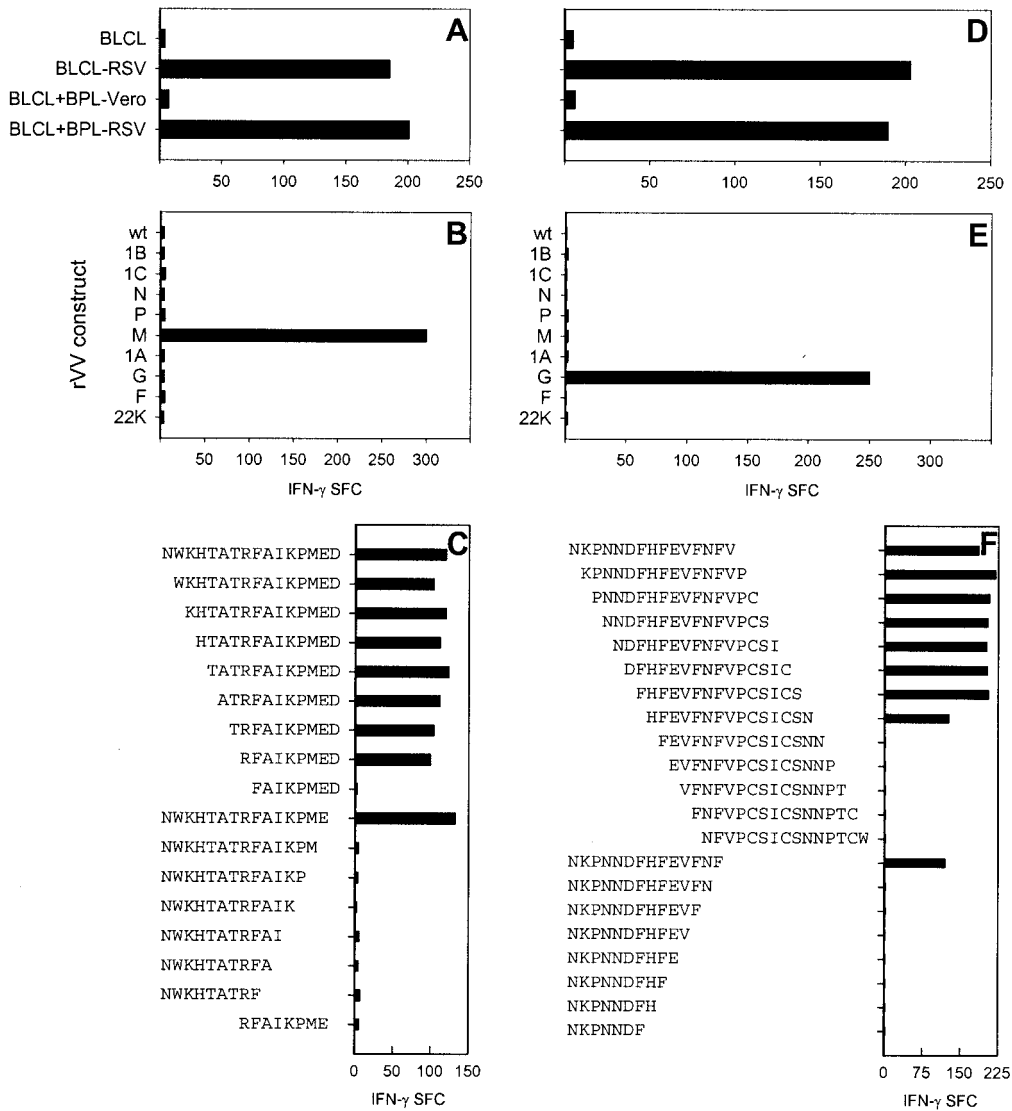 A
BLCL
BLCL-RSV
BLCL+BPL-Vero
BLCL+BPL-RSV
50 100 150 200 250
D
50 100 150 200 250
B
rVV construct
wt
1B
1C
N
P
M
1A
G
F
22K
50 100 150 200 250 300
IFN-γ SFC
E
wt
1B
1C
N
P
M
1A
G
F
22K
50 100 150 200 250 300
IFN-γ SFC
C
NWKHTATRFAIKPMED
WKHTATRFAIKPMED
KHTATRFAIKPMED
HTATRFAIKPMED
TATRFAIKPMED
ATRFAIKPMED
TRFAIKPMED
RFAIKPMED
FAIKPMED
NWKHTATRFAIKPME
NWKHTATRFAIKPM
NWKHTATRFAIKP
NWKHTATRFAIK
NWKHTATRFAI
NWKHTATRFA
NWKHTATRF
RFAIKPME
0 50 100 150
IFN-γ SFC
F
NKPNNDFHFEVFNFV
KPNNDFHFEVFNFVP
PNNDFHFEVFNFVPC
NNDFHFEVFNFVPCS
NDFHFEVFNFVPCSI
DFHFEVFNFVPCSIC
FHFEVFNFVPCSICS
HFEVFNFVPCSICSN
FEVFNFVPCSICSNN
EVFNFVPCSICSNNP
VFNFVPCSICSNNPT
FNFVPCSICSNNPTC
NFVPCSICSNNPTCW
NKPNNDFHFEVFNF
NKPNNDFHFEVFN
NKPNNDFHFEVF
NKPNNDFHFEV
NKPNNDFHFE
NKPNNDFHF
NKPNNDFH
NKPNNDF
0 75 150 225
IFN-γ SFC